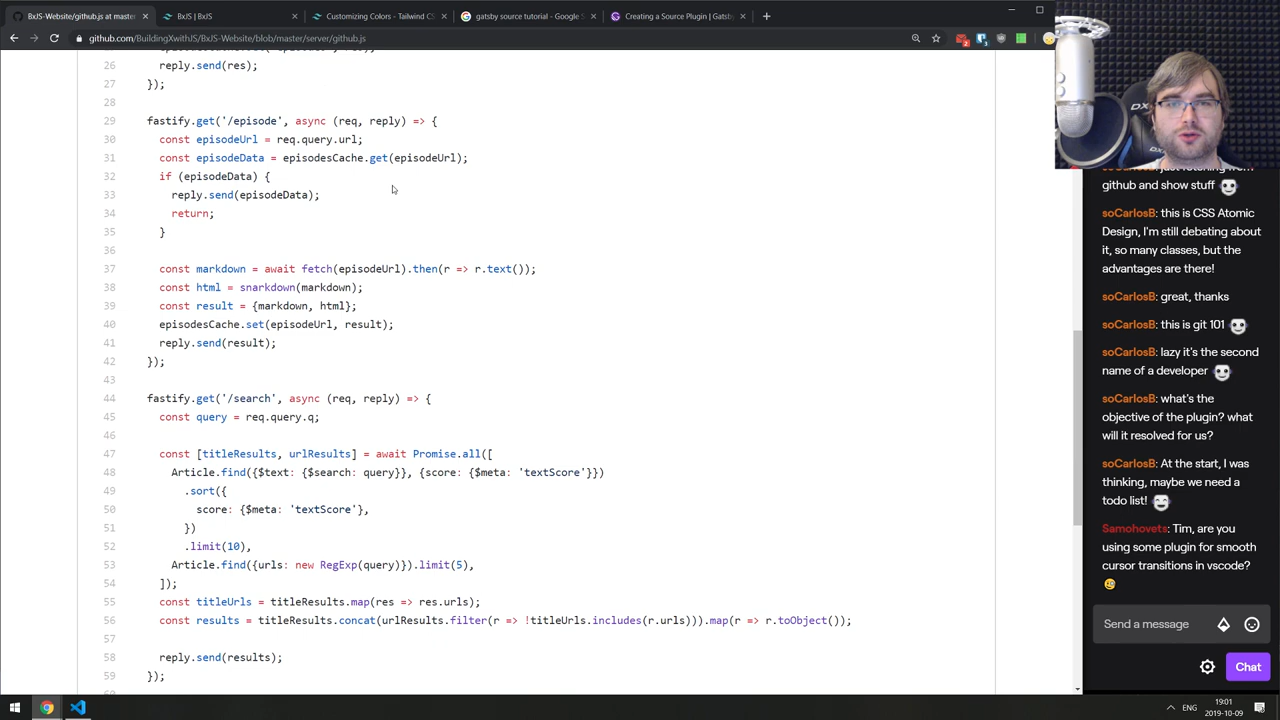 BxJS-Website/github.js at master
BxJS | BxJS
Customizing Colors - Tailwind CS
gatsby source tutorial - Google S
Creating a Source Plugin | Gatsby
github.com/BuildingXwithJS/BxJS-Website/blob/master/server/github.js
26 reply.send(res);
27 });
28
29 fastify.get('/episode', async (req, reply) => {
30 const episodeUrl = req.query.url;
31 const episodeData = episodesCache.get(episodeUrl);
32 if (episodeData) {
33 reply.send(episodeData);
34 return;
35 }
36
37 const markdown = await fetch(episodeUrl).then(r => r.text());
38 const html = snarkdown(markdown);
39 const result = {markdown, html};
40 episodesCache.set(episodeUrl, result);
41 reply.send(result);
42 });
43
44 fastify.get('/search', async (req, reply) => {
45 const query = req.query.q;
46
47 const [titleResults, urlResults] = await Promise.all([
48 Article.find({$text: {$search: query}}, {score: {$meta: 'textScore'}})
49 .sort({
50 score: {$meta: 'textScore'},
51 })
52 .limit(10),
53 Article.find({urls: new RegExp(query)}).limit(5),
54 ]);
55 const titleUrls = titleResults.map(res => res.urls);
56 const results = titleResults.concat(urlResults.filter(r => !titleUrls.includes(r.urls))).map(r => r.toObject());
57
58 reply.send(results);
59 });
github and show stuff
soCarlosB: this is CSS Atomic
Design, I'm still debating about
it, so many classes, but the
advantages are there!
soCarlosB: great, thanks
soCarlosB: this is git 101
soCarlosB: lazy it's the second
name of a developer
soCarlosB: what's the
objective of the plugin? what
will it resolved for us?
soCarlosB: At the start, I was
thinking, maybe we need a
todo list!
Samohovets: Tim, are you
using some plugin for smooth
cursor transitions in vscode?
Send a message
Chat
ENG
19:01
2019-10-09